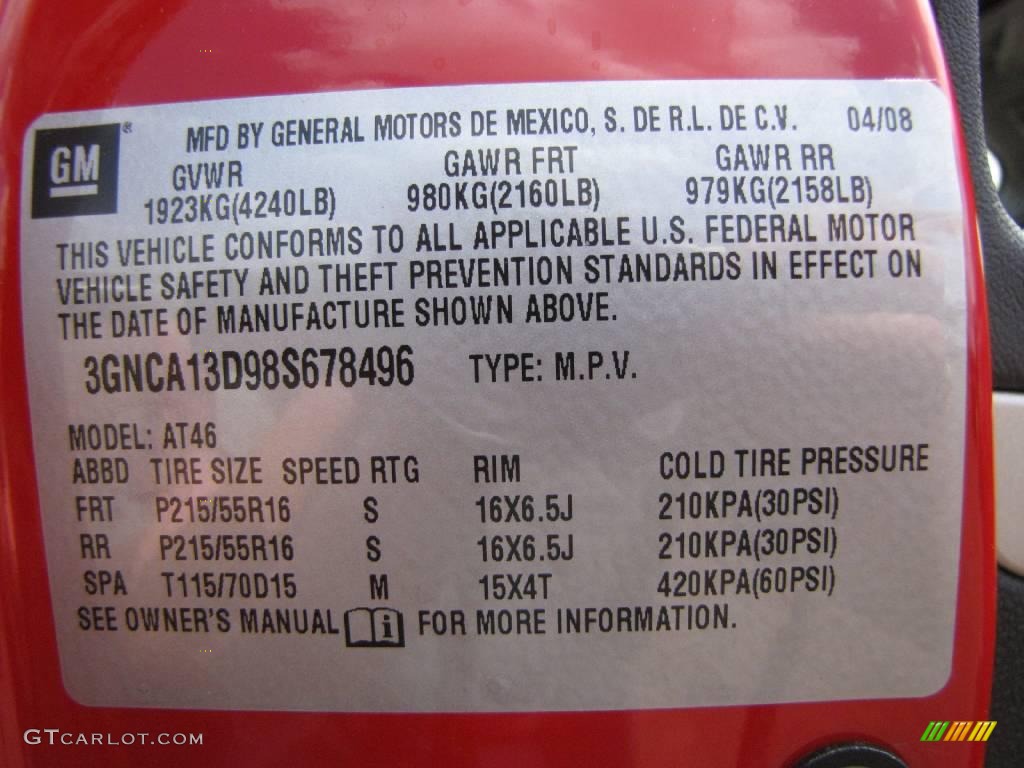 GM®
MFD BY GENERAL MOTORS DE MEXICO, S. DE R.L. DE C.V. 04/08
GVWR GAWR FRT GAWR RR
1923KG(4240LB) 980KG(2160LB) 979KG(2158LB)
THIS VEHICLE CONFORMS TO ALL APPLICABLE U.S. FEDERAL MOTOR
VEHICLE SAFETY AND THEFT PREVENTION STANDARDS IN EFFECT ON
THE DATE OF MANUFACTURE SHOWN ABOVE.
3GNCA13D98S678496 TYPE: M.P.V.
MODEL: AT46
ABBD TIRE SIZE SPEED RTG RIM COLD TIRE PRESSURE
FRT P215/55R16 S 16X6.5J 210KPA(30PSI)
RR P215/55R16 S 16X6.5J 210KPA(30PSI)
SPA T115/70D15 M 15X4T 420KPA(60PSI)
SEE OWNER'S MANUAL i FOR MORE INFORMATION.
GTCARLOT.COM